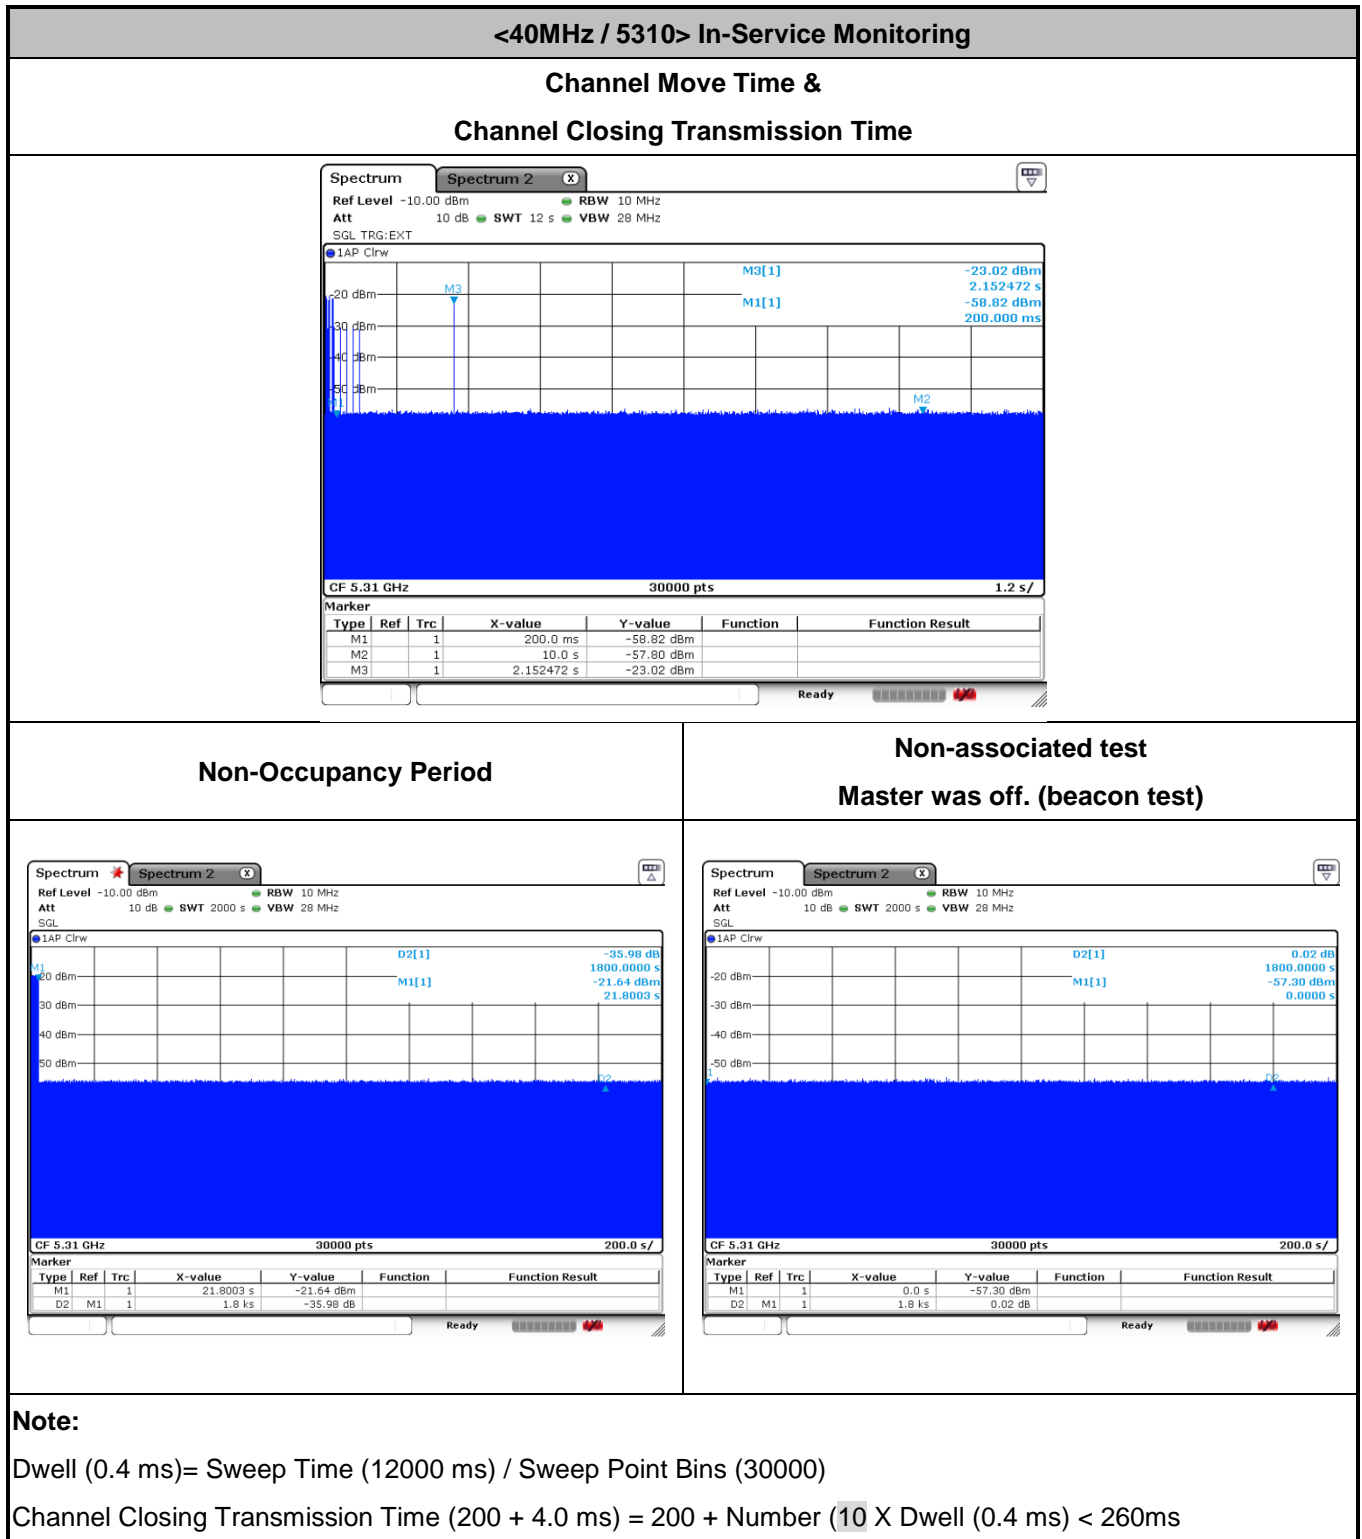 <40MHz / 5310> In-Service Monitoring
Channel Move Time &
Channel Closing Transmission Time
Spectrum Spectrum 2 X
Ref Level -10.00 dBm RBW 10 MHz
Att 10 dB SWT 12 s VBW 28 MHz
SGL TRG:EXT
1AP Clrw
M3[1] -23.02 dBm
2.152472 s
M1[1] -58.82 dBm
200.000 ms
M3
-20 dBm
-30 dBm
-40 dBm
-50 dBm
M1
M2
CF 5.31 GHz 30000 pts 1.2 s/
Marker
Type Ref Trc X-value Y-value Function Function Result
M1 1 200.0 ms -58.82 dBm
M2 1 10.0 s -57.80 dBm
M3 1 2.152472 s -23.02 dBm
Ready
Non-Occupancy Period
Non-associated test
Master was off. (beacon test)
Spectrum Spectrum 2 X
Ref Level -10.00 dBm RBW 10 MHz
Att 10 dB SWT 2000 s VBW 28 MHz
SGL
1AP Clrw
D2[1] -35.98 dB
1800.0000 s
M1[1] -21.64 dBm
21.8003 s
M1
-20 dBm
30 dBm
40 dBm
50 dBm
D2
CF 5.31 GHz 30000 pts 200.0 s/
Marker
Type Ref Trc X-value Y-value Function Function Result
M1 1 21.8003 s -21.64 dBm
D2 M1 1 1.8 ks -35.98 dB
Ready
Spectrum Spectrum 2 X
Ref Level -10.00 dBm RBW 10 MHz
Att 10 dB SWT 2000 s VBW 28 MHz
SGL
1AP Clrw
D2[1] 0.02 dB
1800.0000 s
M1[1] -57.30 dBm
0.0000 s
-20 dBm
-30 dBm
-40 dBm
-50 dBm
1
D2
CF 5.31 GHz 30000 pts 200.0 s/
Marker
Type Ref Trc X-value Y-value Function Function Result
M1 1 0.0 s -57.30 dBm
D2 M1 1 1.8 ks 0.02 dB
Ready
Note:
Dwell (0.4 ms)= Sweep Time (12000 ms) / Sweep Point Bins (30000)
Channel Closing Transmission Time (200 + 4.0 ms) = 200 + Number (10 X Dwell (0.4 ms) < 260ms